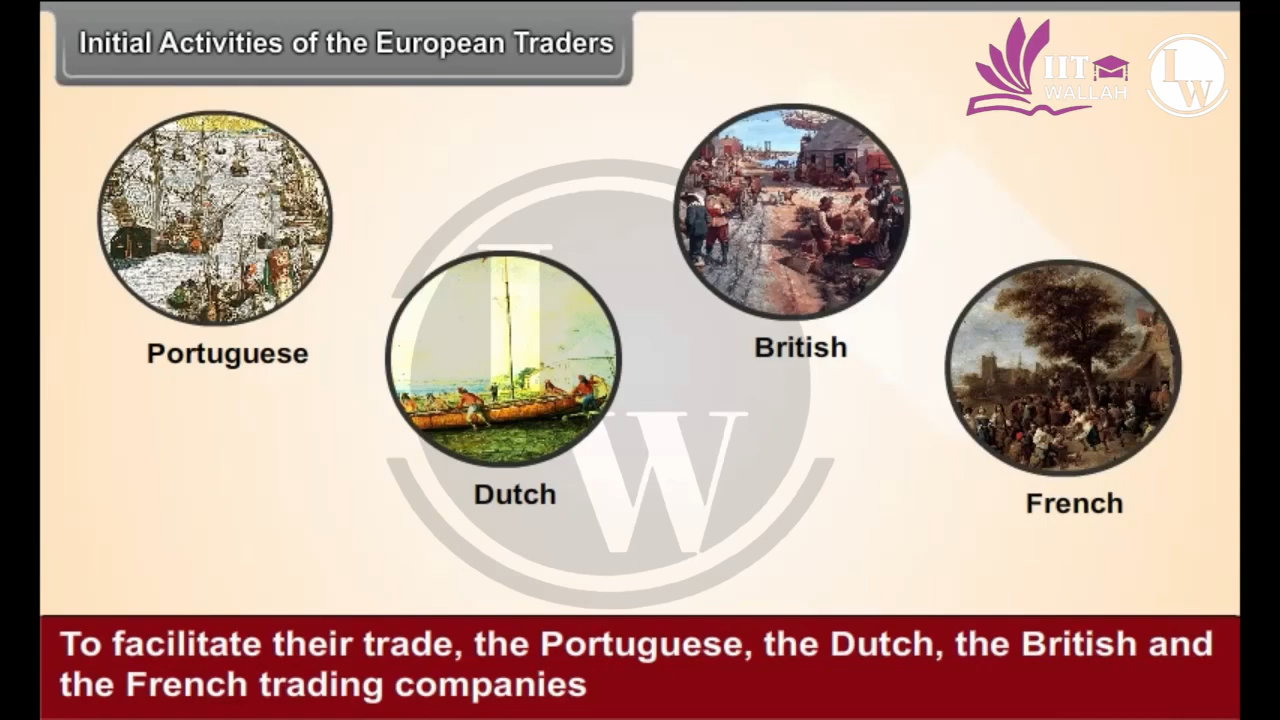 Initial Activities of the European Traders
IIT
WALLAH
LW
Portuguese
British
Dutch
French
LW
To facilitate their trade, the Portuguese, the Dutch, the British and
the French trading companies